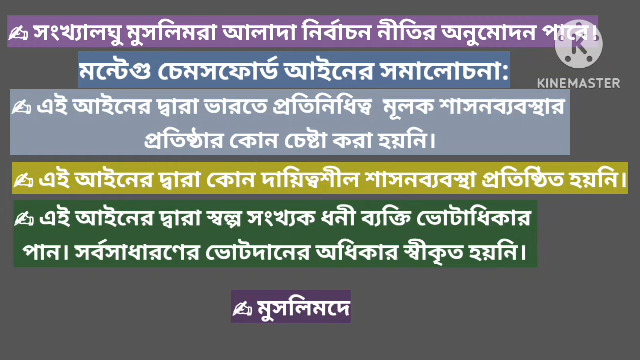 ✍ সংখ্যালঘু মুসলিমরা আলাদা নির্বাচন নীতির অনুমোদন পারে।
মন্টেগু চেমসফোর্ড আইনের সমালোচনা:
KINEMASTER
✍ এই আইনের দ্বারা ভারতে প্রতিনিধিত্ব মূলক শাসনব্যবস্থার
প্রতিষ্ঠার কোন চেষ্টা করা হয়নি।
✍ এই আইনের দ্বারা কোন দায়িত্বশীল শাসনব্যবস্থা প্রতিষ্ঠিত হয়নি।
✍ এই আইনের দ্বারা স্বল্প সংখ্যক ধনী ব্যক্তি ভোটাধিকার
পান। সর্বসাধারণের ভোটদানের অধিকার স্বীকৃত হয়নি।
✍ মুসলিমদে